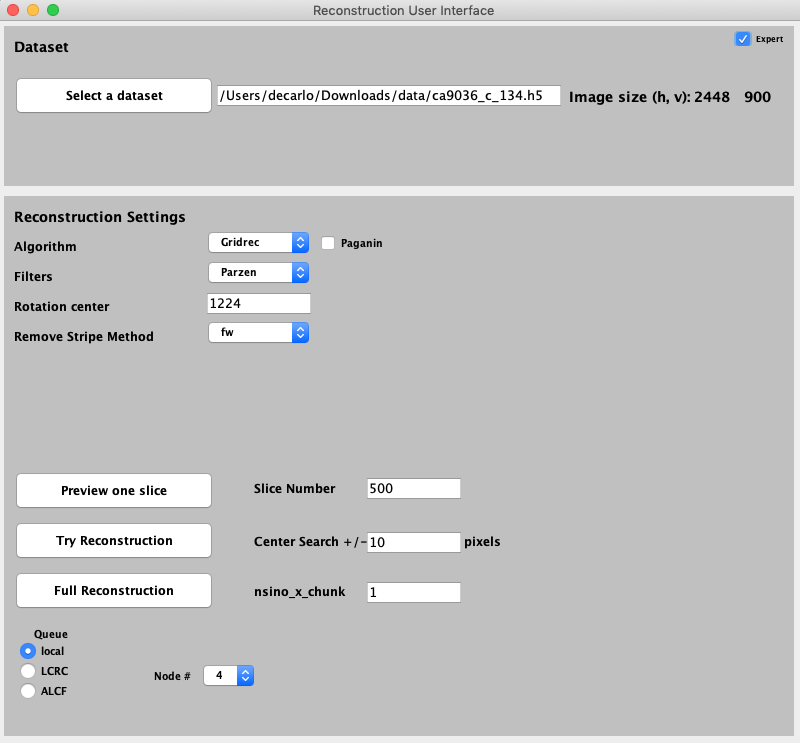 Reconstruction User Interface
Dataset
Expert
Select a dataset /Users/decarlo/Downloads/data/ca9036_c_134.h5 Image size (h, v): 2448 900
Reconstruction Settings
Algorithm Gridrec Paganin
Filters Parzen
Rotation center 1224
Remove Stripe Method fw
Preview one slice Slice Number 500
Try Reconstruction Center Search +/- 10 pixels
Full Reconstruction nsino_x_chunk 1
Queue
local
LCRC
Node # 4
ALCF